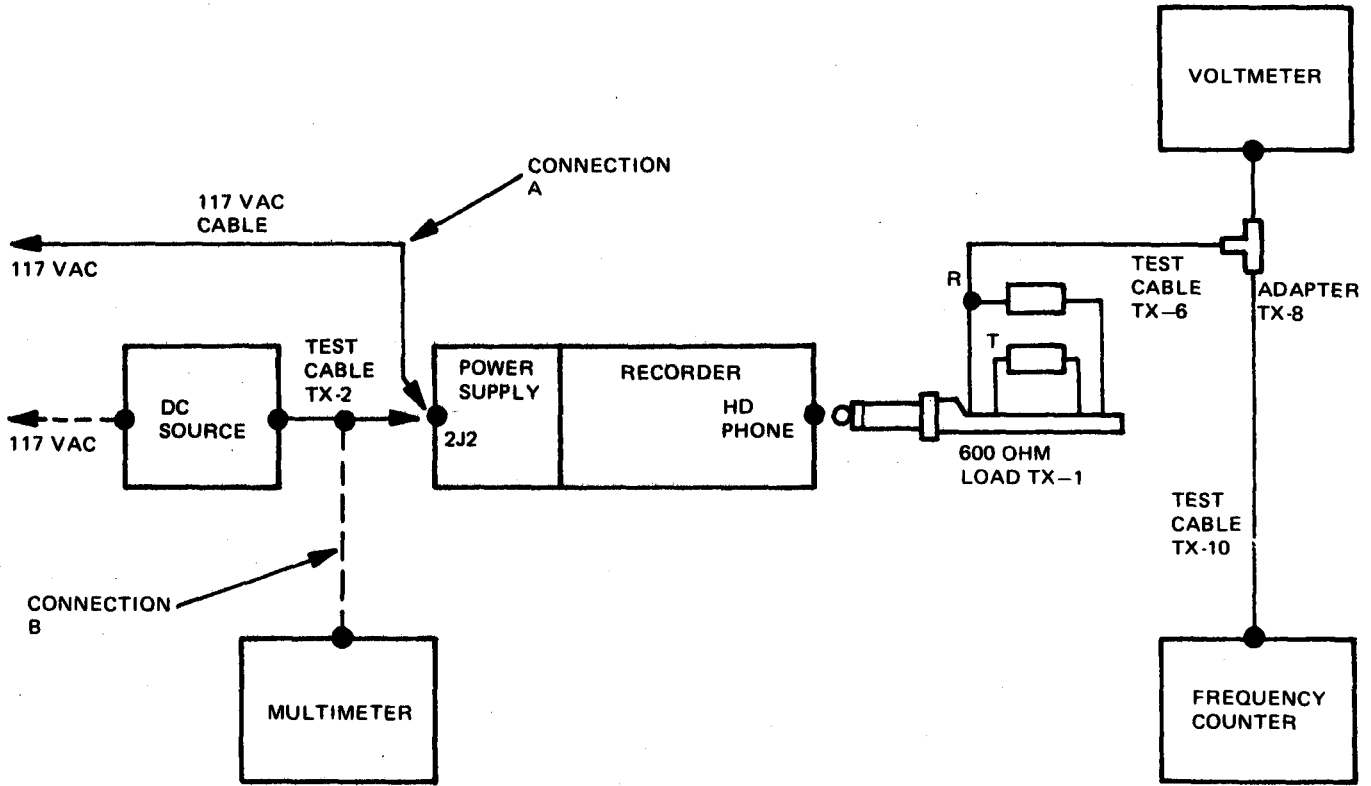 VOLTMETER
CONNECTION
A
117 VAC
CABLE
117 VAC
R
TEST
CABLE
TX-6
ADAPTER
TX-8
T
TEST
CABLE
TX-2
POWER
SUPPLY
RECORDER
DC
SOURCE
HD
PHONE
117 VAC
2J2
600 OHM
LOAD TX-1
TEST
CABLE
TX-10
CONNECTION
B
MULTIMETER
FREQUENCY
COUNTER